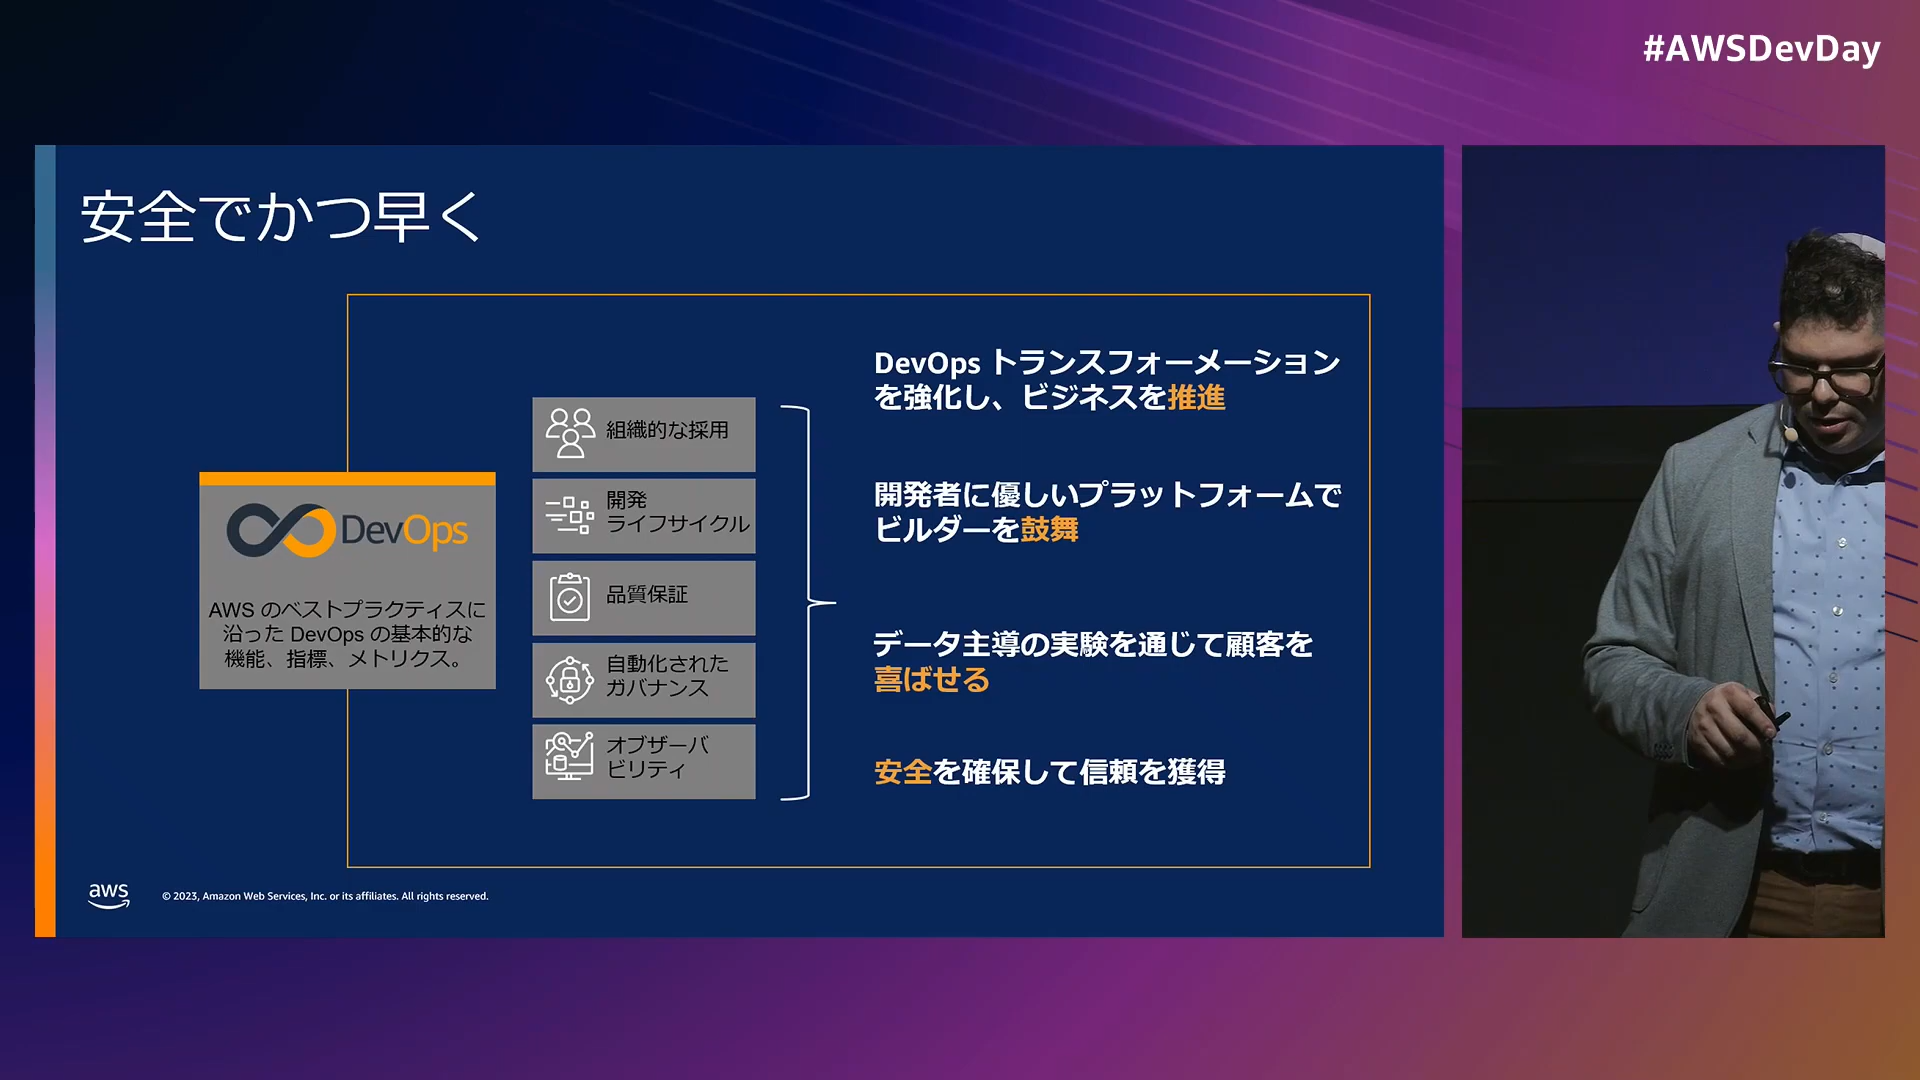 #AWSDevDay
安全でかつ早く
DevOps
AWS のベストプラクティスに
沿った DevOps の基本的な
機能、指標、メトリクス。
組織的な採用
開発
ライフサイクル
品質保証
自動化された
ガバナンス
オブザーバ
ビリティ
DevOps トランスフォーメーション
を強化し、ビジネスを推進
開発者に優しいプラットフォームで
ビルダーを鼓舞
データ主導の実験を通じて顧客を
喜ばせる
安全を確保して信頼を獲得
aws
© 2023, Amazon Web Services, Inc. or its affiliates. All rights reserved.